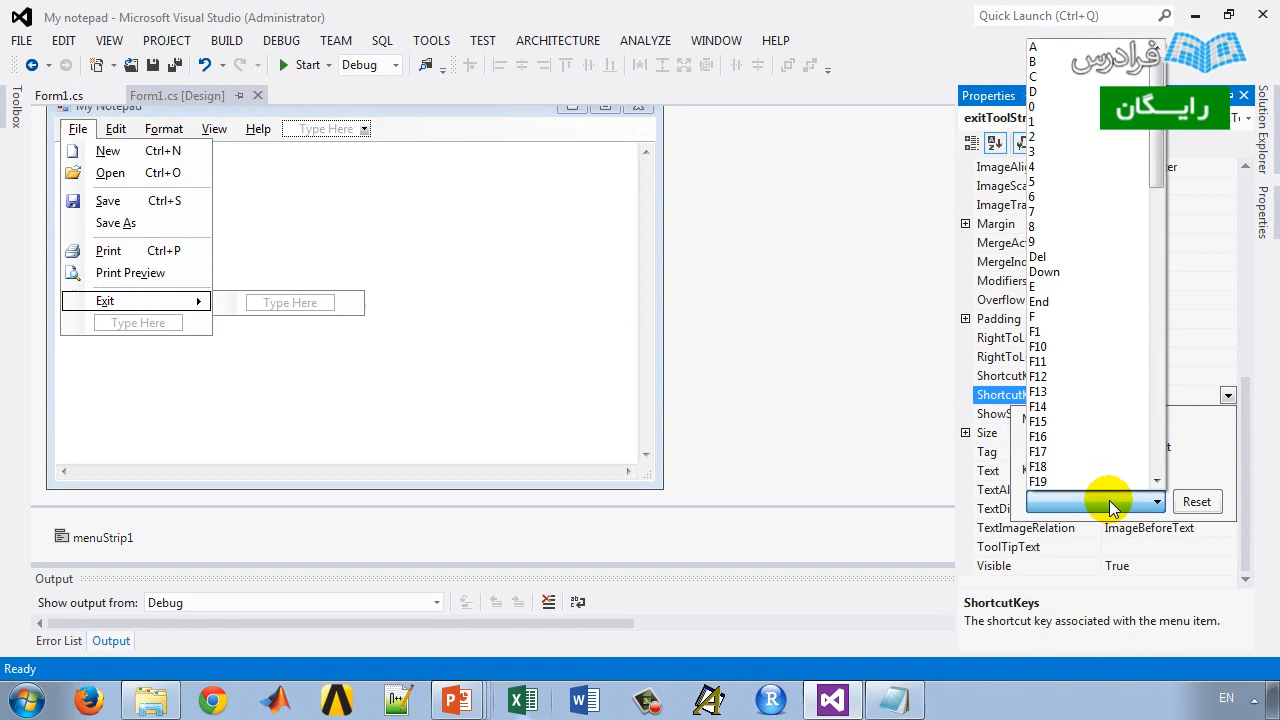 My notepad - Microsoft Visual Studio (Administrator)
Quick Launch (Ctrl+Q)
FILE EDIT VIEW PROJECT BUILD DEBUG TEAM SQL TOOLS TEST ARCHITECTURE ANALYZE WINDOW HELP
Start Debug
فرادرس
رایگان
Form1.cs Form1.cs [Design]
Toolbox
My Notepad
File Edit Format View Help Type Here
New Ctrl+N
Open Ctrl+O
Save Ctrl+S
Save As
Print Ctrl+P
Print Preview
Exit
Type Here
Type Here
menuStrip1
Output
Show output from: Debug
Error List Output
Ready
Properties
exitToolStr
ImageAli
ImageSca
ImageTra
Margin
MergeAc
MergeInd
Modifiers
Overflow
Padding
RightToL
RightToL
ShortcutK
ShortcutK
ShowS
Size
Tag
Text
TextAl
TextDi
TextImageRelation ImageBeforeText
ToolTipText
Visible True
A
B
C
D
0
1
2
3
4
5
6
7
8
9
Del
Down
E
End
F
F1
F10
F11
F12
F13
F14
F15
F16
F17
F18
F19
Reset
ShortcutKeys
The shortcut key associated with the menu item.
Solution Explorer
Properties
EN